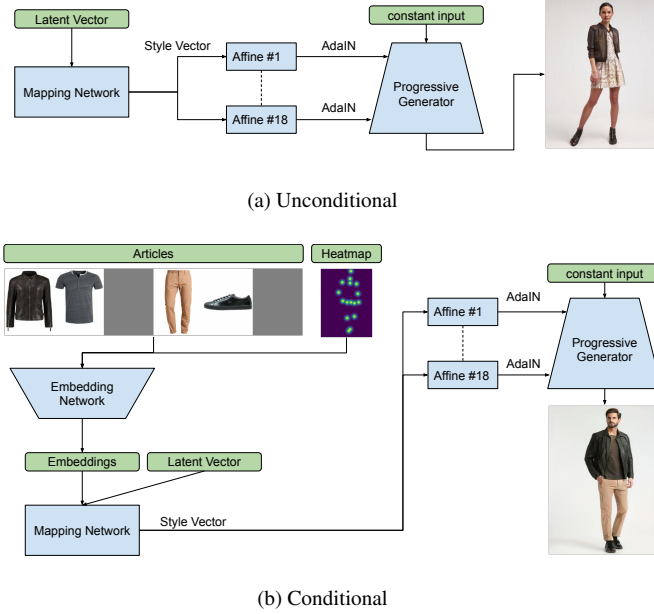 Latent Vector
constant input
Style Vector
Affine #1
AdaIN
Mapping Network
Progressive
Generator
Affine #18
AdaIN
(a) Unconditional
Articles
Heatmap
constant input
Affine #1
AdaIN
Progressive
Generator
Affine #18
AdaIN
Embedding
Network
Embeddings
Latent Vector
Mapping Network
Style Vector
(b) Conditional